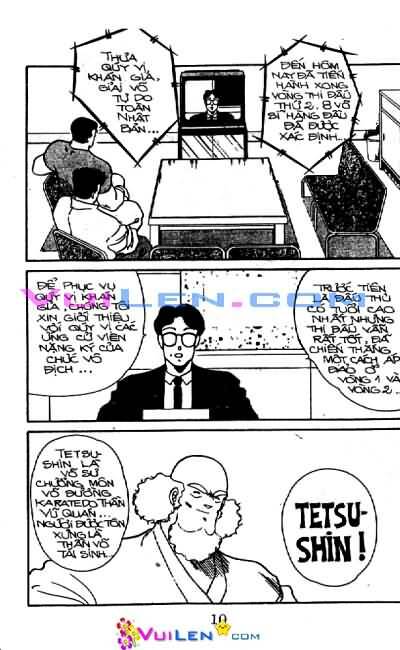 THƯA
QUÝ VỊ
KHÁN GIẢ,
GIẢI VÕ
TỰ DO
TOÀN
NHẬT
BẢN...
ĐẾN HÔM
NAY ĐÃ TIẾN
HÀNH XONG
VÒNG THI ĐẤU
THỨ 2, 8 VÕ
SĨ HÀNG ĐẦU
ĐÃ ĐƯỢC
XÁC ĐỊNH.
ĐỂ PHỤC VỤ
QUÝ VỊ KHÁN
GIẢ, CHÚNG TÔI
XIN GIỚI THIỆU
VỚI QUÝ VỊ CÁC
ỨNG CỬ VIÊN
NẶNG KÝ CỦA
CHỨC VÔ
ĐỊCH...
TRƯỚC TIÊN
ĐẤU THỦ
CÓ TUỔI CAO
NHẤT NHƯNG
THI ĐẤU VẪN
RẤT TỐT, ĐÃ
CHIẾN THẮNG
MỘT CÁCH ÁP
ĐẢO Ở
VÒNG 1 VÀ
VÒNG 2...
VUILEN.COM
TETSU-
SHIN LÀ
VÕ SƯ
CHƯỞNG MÔN
VÕ ĐƯỜNG
KARATEDO THẦN
VŨ QUÁN...
NGƯỜI ĐƯỢC TÔN
XƯNG LÀ
THẦN VÕ
TÁI SINH...
TETSU-
SHIN!
10
VUILEN